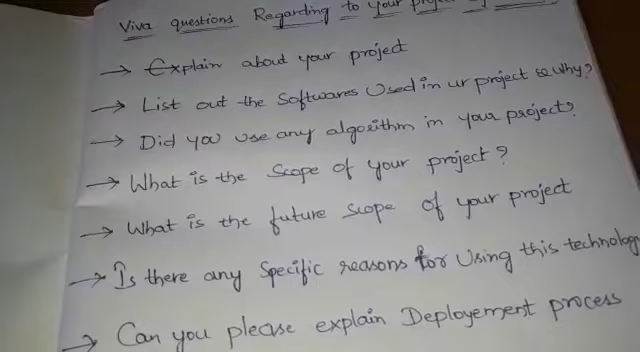 Viva questions Regarding to your
→ Explain about your project
→ List out the Softwares Used in ur project & why?
→ Did you use any algorithm in your project?
→ What is the scope of your project?
→ What is the future scope of your project
→ Is there any Specific reasons for Using this technology
→ Can you please explain Deployement process